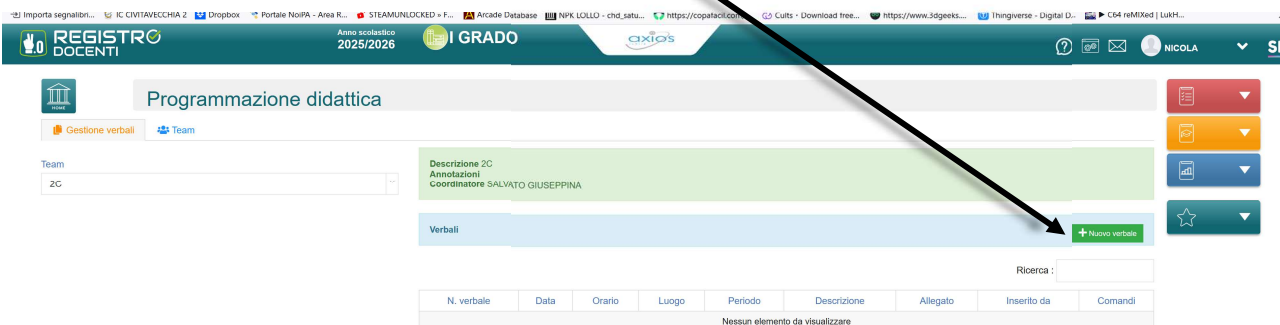 Importa segnalibri...  IC CIVITAVECCHIA 2  Dropbox  Portale NoiPA - Area R...  STEAMUNLOCKED » F...  Arcade Database  NPK LOLLO - chd_satu...  https://copafacil.com  Cults・Download free...  https://www.3dgeeks....  Thingiverse - Digital D...  ► C64 reMIXed | LukH...
2.0 REGISTRO DOCENTI
Anno scolastico
2025/2026
I GRADO
axios
NICOLA
HOME
Programmazione didattica
Gestione verbali  Team
Team
2C
Descrizione 2C
Annotazioni
Coordinatore SALVATO GIUSEPPINA
Verbali
+ Nuovo verbale
Ricerca :
N. verbale  Data  Orario  Luogo  Periodo  Descrizione  Allegato  Inserito da  Comandi
Nessun elemento da visualizzare